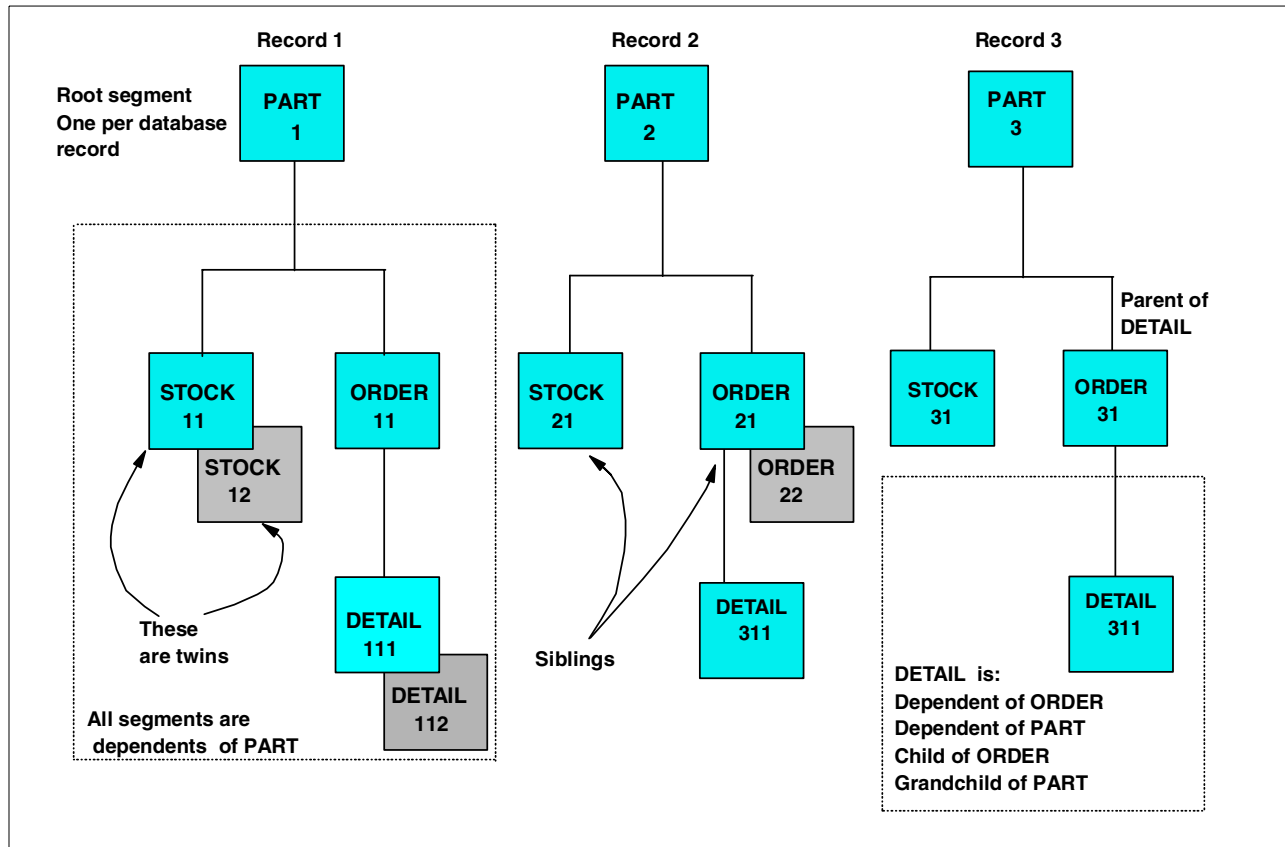 Record 1
Record 2
Record 3
Root segment
One per database
record
PART
1
PART
2
PART
3
Parent of
DETAIL
STOCK
11
ORDER
11
STOCK
12
STOCK
21
ORDER
21
ORDER
22
STOCK
31
ORDER
31
These
are twins
DETAIL
111
DETAIL
112
Siblings
DETAIL
311
DETAIL
311
All segments are
dependents of PART
DETAIL is:
Dependent of ORDER
Dependent of PART
Child of ORDER
Grandchild of PART